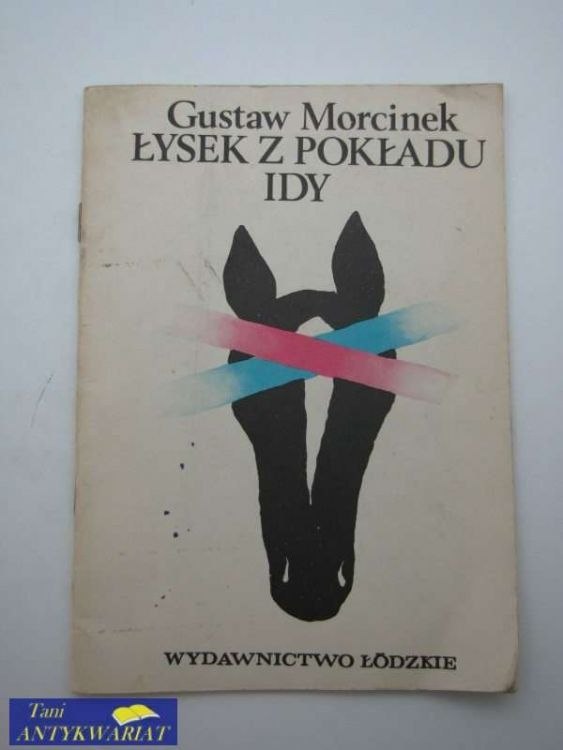 Gustaw Morcinek
ŁYSEK Z POKŁADU
IDY
WYDAWNICTWO ŁÓDZKIE
Tani
ANTYKWARIAT